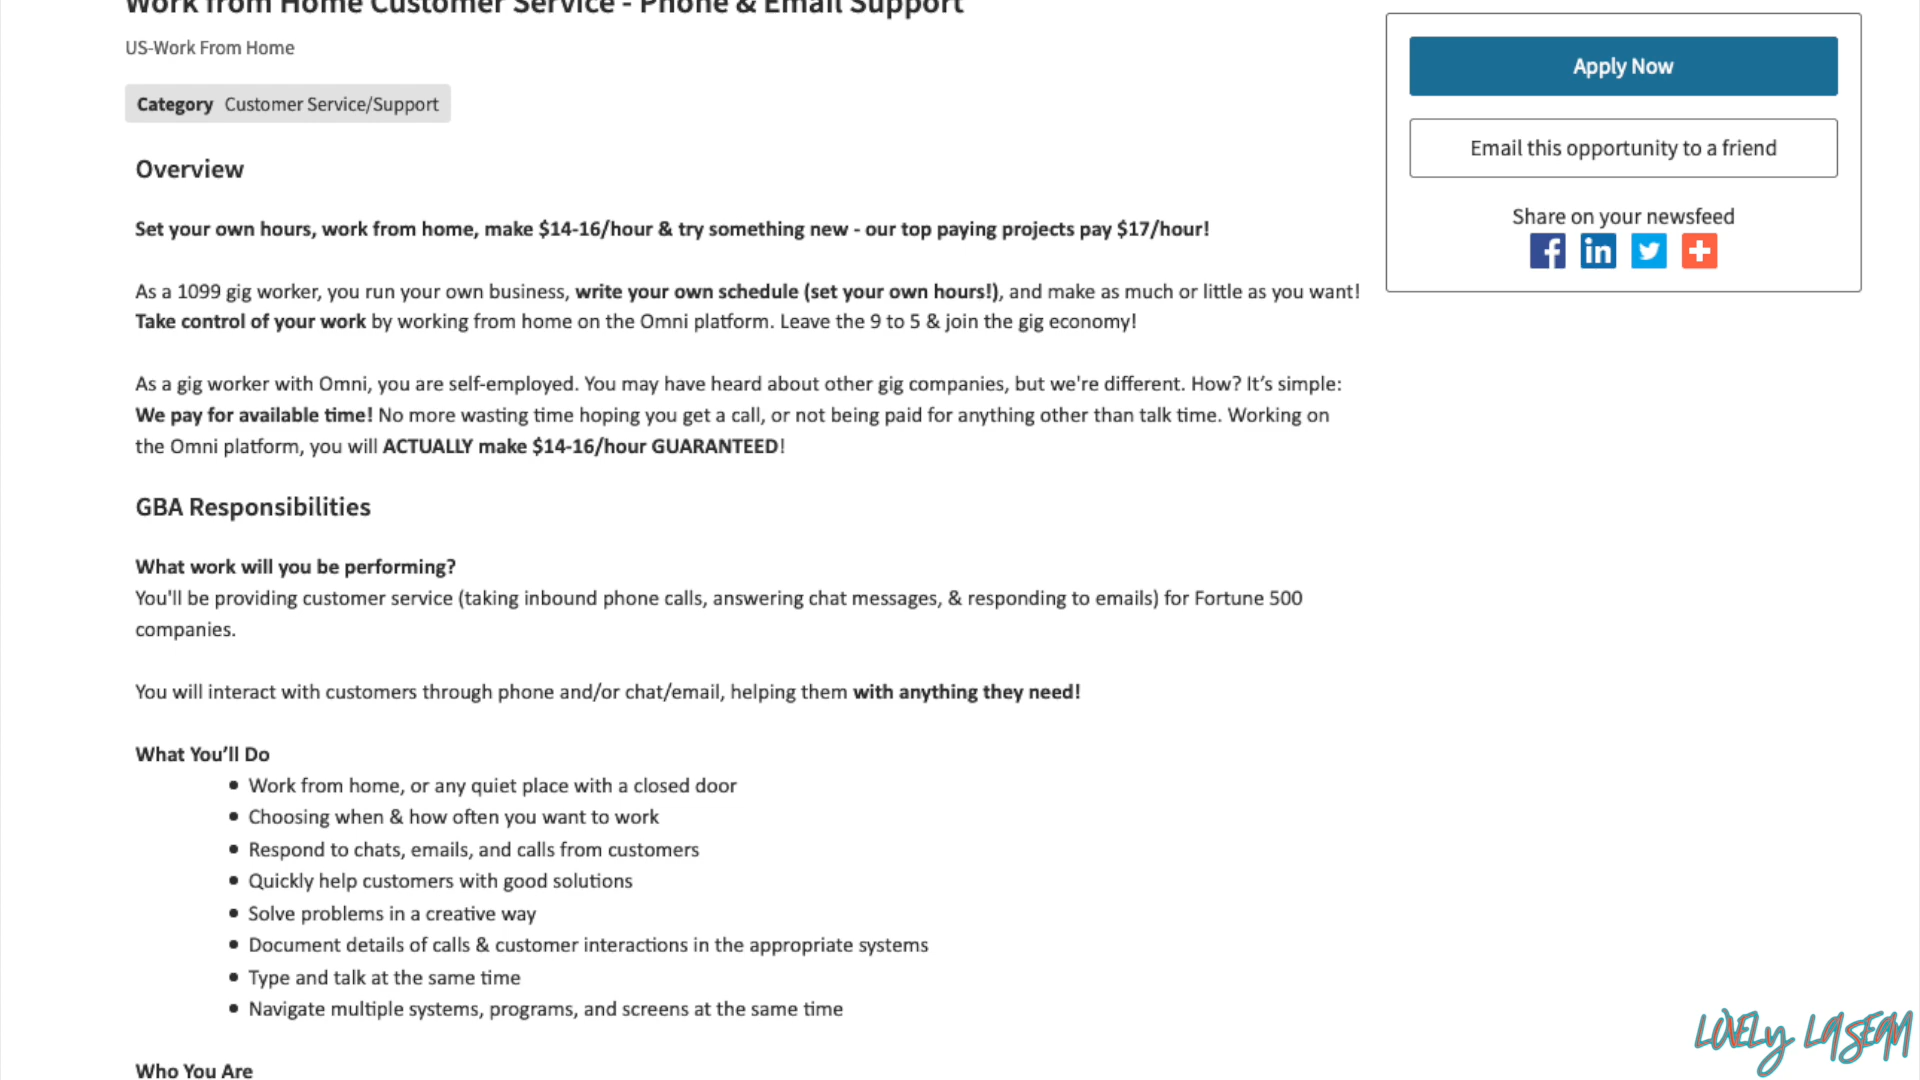 Work from Home Customer Service - Phone & Email Support
US-Work From Home
Category Customer Service/Support
Overview
Set your own hours, work from home, make $14-16/hour & try something new - our top paying projects pay $17/hour!
As a 1099 gig worker, you run your own business, write your own schedule (set your own hours!), and make as much or little as you want!
Take control of your work by working from home on the Omni platform. Leave the 9 to 5 & join the gig economy!
As a gig worker with Omni, you are self-employed. You may have heard about other gig companies, but we're different. How? It’s simple:
We pay for available time! No more wasting time hoping you get a call, or not being paid for anything other than talk time. Working on
the Omni platform, you will ACTUALLY make $14-16/hour GUARANTEED!
GBA Responsibilities
What work will you be performing?
You'll be providing customer service (taking inbound phone calls, answering chat messages, & responding to emails) for Fortune 500
companies.
You will interact with customers through phone and/or chat/email, helping them with anything they need!
What You’ll Do
• Work from home, or any quiet place with a closed door
• Choosing when & how often you want to work
• Respond to chats, emails, and calls from customers
• Quickly help customers with good solutions
• Solve problems in a creative way
• Document details of calls & customer interactions in the appropriate systems
• Type and talk at the same time
• Navigate multiple systems, programs, and screens at the same time
Who You Are
Apply Now
Email this opportunity to a friend
Share on your newsfeed
LOVELY LASEAN